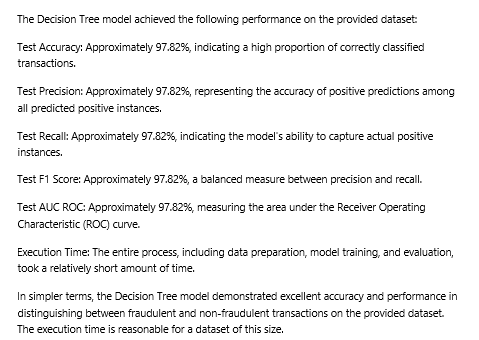 The Decision Tree model achieved the following performance on the provided dataset:
Test Accuracy: Approximately 97.82%, indicating a high proportion of correctly classified
transactions.
Test Precision: Approximately 97.82%, representing the accuracy of positive predictions among
all predicted positive instances.
Test Recall: Approximately 97.82%, indicating the model's ability to capture actual positive
instances.
Test F1 Score: Approximately 97.82%, a balanced measure between precision and recall.
Test AUC ROC: Approximately 97.82%, measuring the area under the Receiver Operating
Characteristic (ROC) curve.
Execution Time: The entire process, including data preparation, model training, and evaluation,
took a relatively short amount of time.
In simpler terms, the Decision Tree model demonstrated excellent accuracy and performance in
distinguishing between fraudulent and non-fraudulent transactions on the provided dataset.
The execution time is reasonable for a dataset of this size.